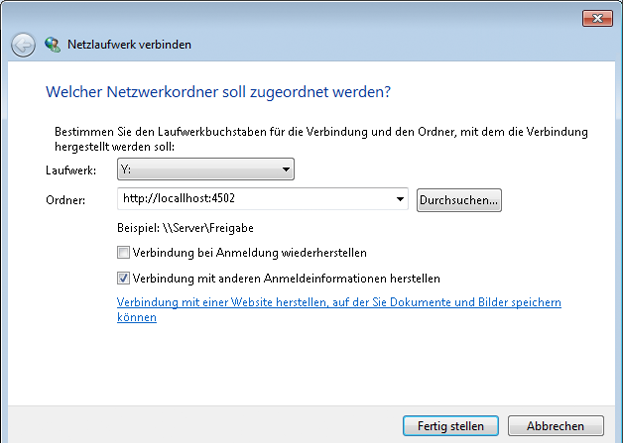 Netzlaufwerk verbinden
Welcher Netzwerkordner soll zugeordnet werden?
Bestimmen Sie den Laufwerkbuchstaben für die Verbindung und den Ordner, mit dem die Verbindung
hergestellt werden soll:
Laufwerk: Y:
Ordner: http://locallhost:4502 Durchsuchen...
Beispiel: \\Server\Freigabe
Verbindung bei Anmeldung wiederherstellen
Verbindung mit anderen Anmeldeinformationen herstellen
Verbindung mit einer Website herstellen, auf der Sie Dokumente und Bilder speichern
können
Fertig stellen Abbrechen